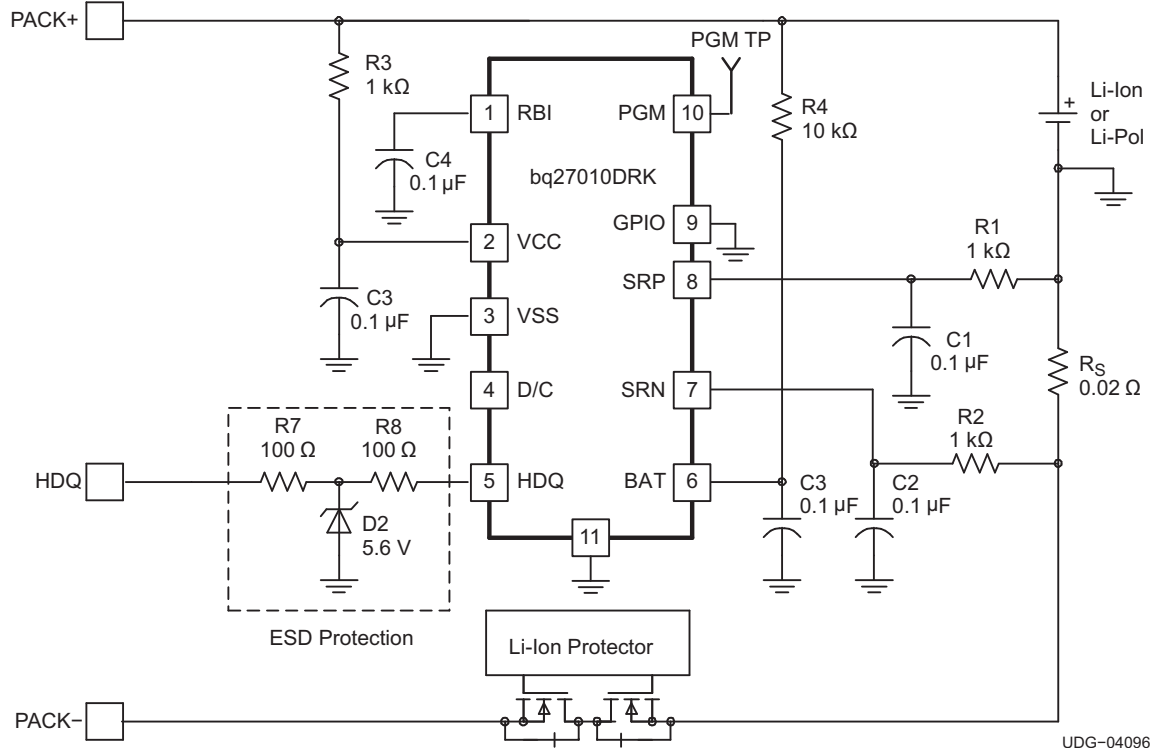 PACK+
PGM TP
R3
1 kΩ
1
RBI
PGM
10
R4
10 kΩ
+
Li-Ion
or
Li-Pol
C4
0.1 µF
bq27010DRK
GPIO
9
2
VCC
R1
1 kΩ
SRP
8
C3
0.1 µF
3
VSS
C1
0.1 µF
RS
0.02 Ω
4
D/C
SRN
7
R7
100 Ω
R8
100 Ω
R2
1 kΩ
HDQ
5
HDQ
BAT
6
C3
0.1 µF
C2
0.1 µF
D2
5.6 V
11
ESD Protection
Li-Ion Protector
PACK−
UDG−04096